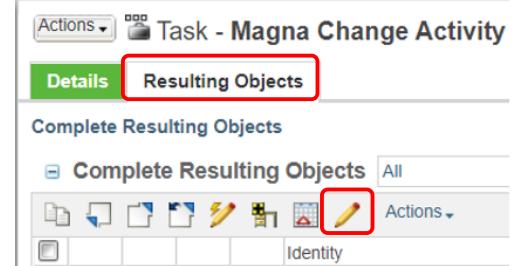 Actions Task - Magna Change Activity
Details Resulting Objects
Complete Resulting Objects
Complete Resulting Objects All
Actions
Identity